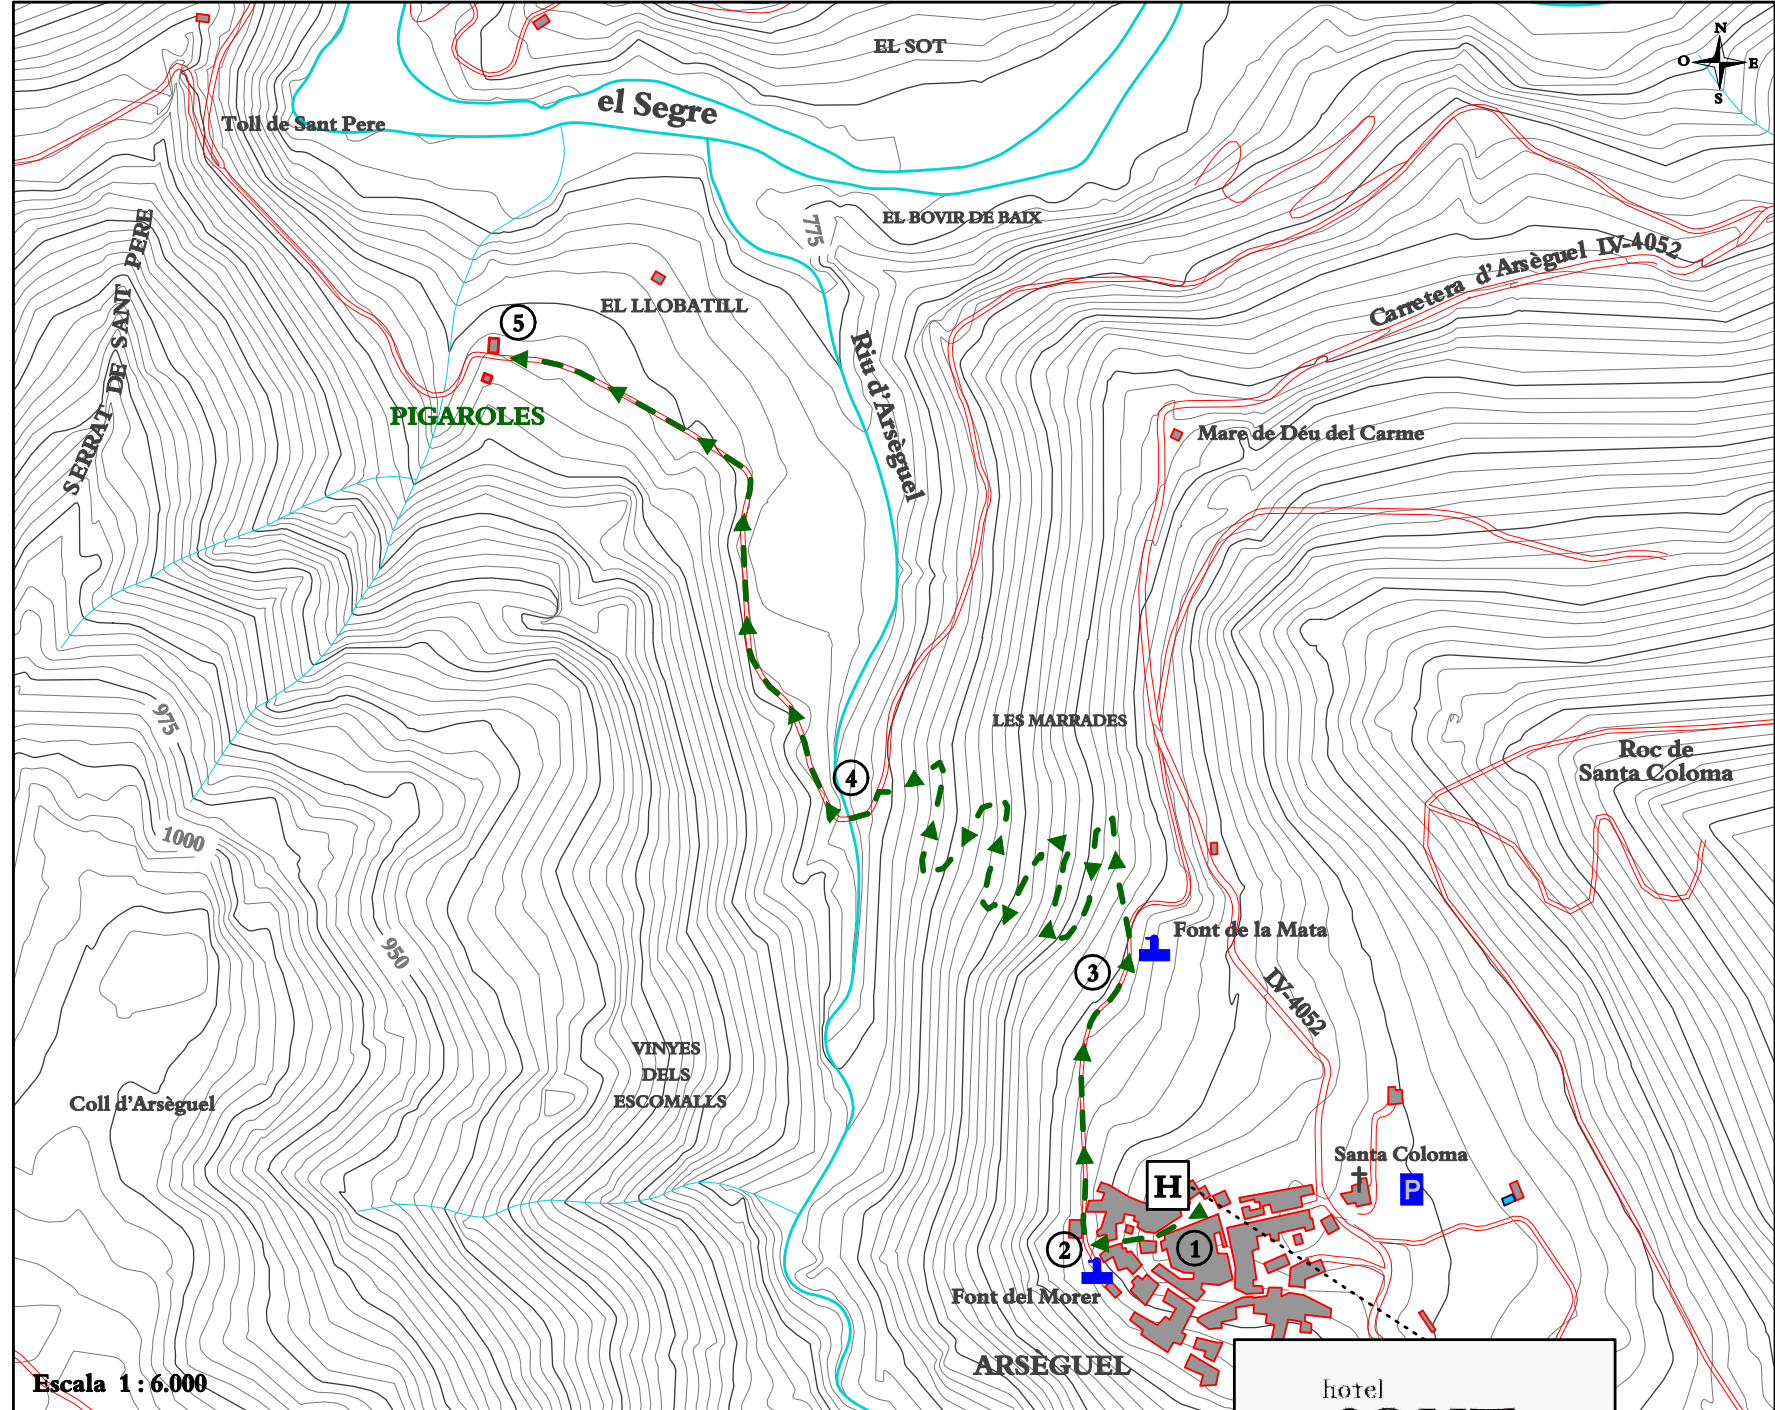 N
EL SOT
O
E
S
el Segre
Toll de Sant Pere
775
EL BOVIR DE BAIX
Carretera d'Arsèguel LV-4052
SERRAT DE SANT PERE
EL LLOBATILL
5
Riu d'Arsèguel
PIGAROLES
Mare de Déu del Carme
975
LES MARRADES
Roc de
Santa Coloma
4
1000
Font de la Mata
950
3
LV-4052
VINYES
DELS
ESCOMALLS
Coll d'Arsèguel
Santa Coloma
H
P
2
1
Font del Morer
ARSÈGUEL
Escala 1 : 6.000
hotel